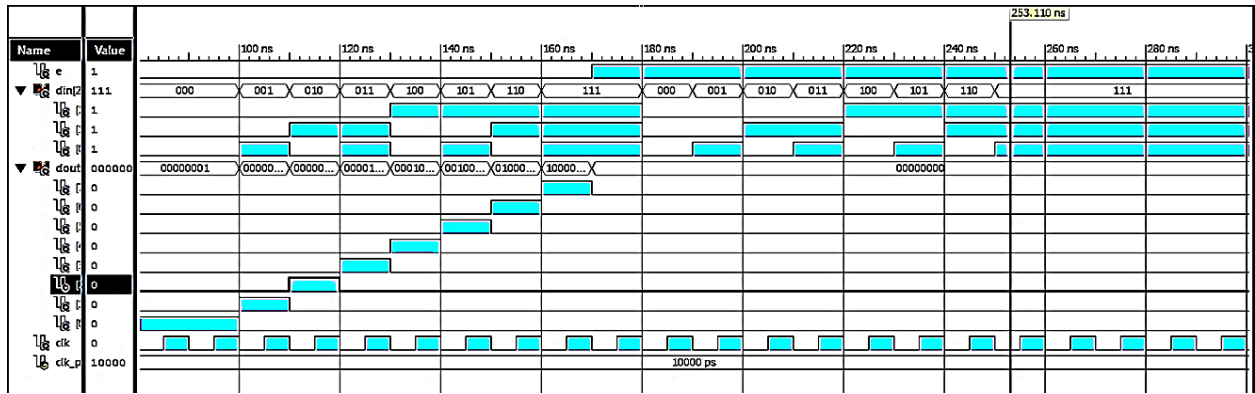 253.110 ns
Name Value
100 ns 120 ns 140 ns 160 ns 180 ns 200 ns 220 ns 240 ns 260 ns 280 ns
e 1
din[2 111 000 001 010 011 100 101 110 111 000 001 010 011 100 101 110 111
1
1
1
dout 000000 00000001 00000... 00000... 00001... 00010... 00100... 01000... 10000... 00000000
0
0
0
0
0
0
0
0
clk 0
clk_p 10000 10000 ps